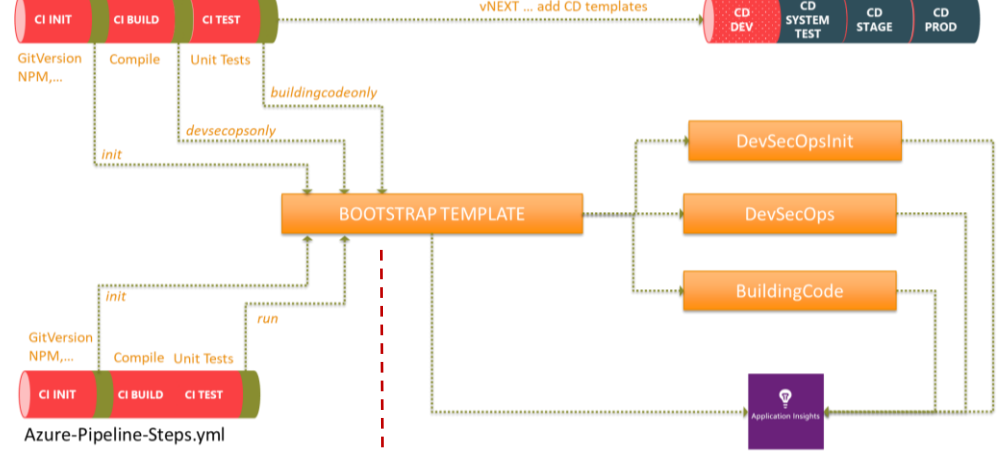 CI INIT
CI BUILD
CI TEST
vNEXT ... add CD templates
CD
DEV
CD
SYSTEM
TEST
CD
STAGE
CD
PROD
GitVersion
NPM,...
Compile
Unit Tests
buildingcodeonly
devsecopsonly
init
DevSecOpsInit
BOOTSTRAP TEMPLATE
DevSecOps
BuildingCode
init
run
GitVersion
NPM,...
Compile
Unit Tests
CI INIT
CI BUILD
CI TEST
Application Insights
Azure-Pipeline-Steps.yml